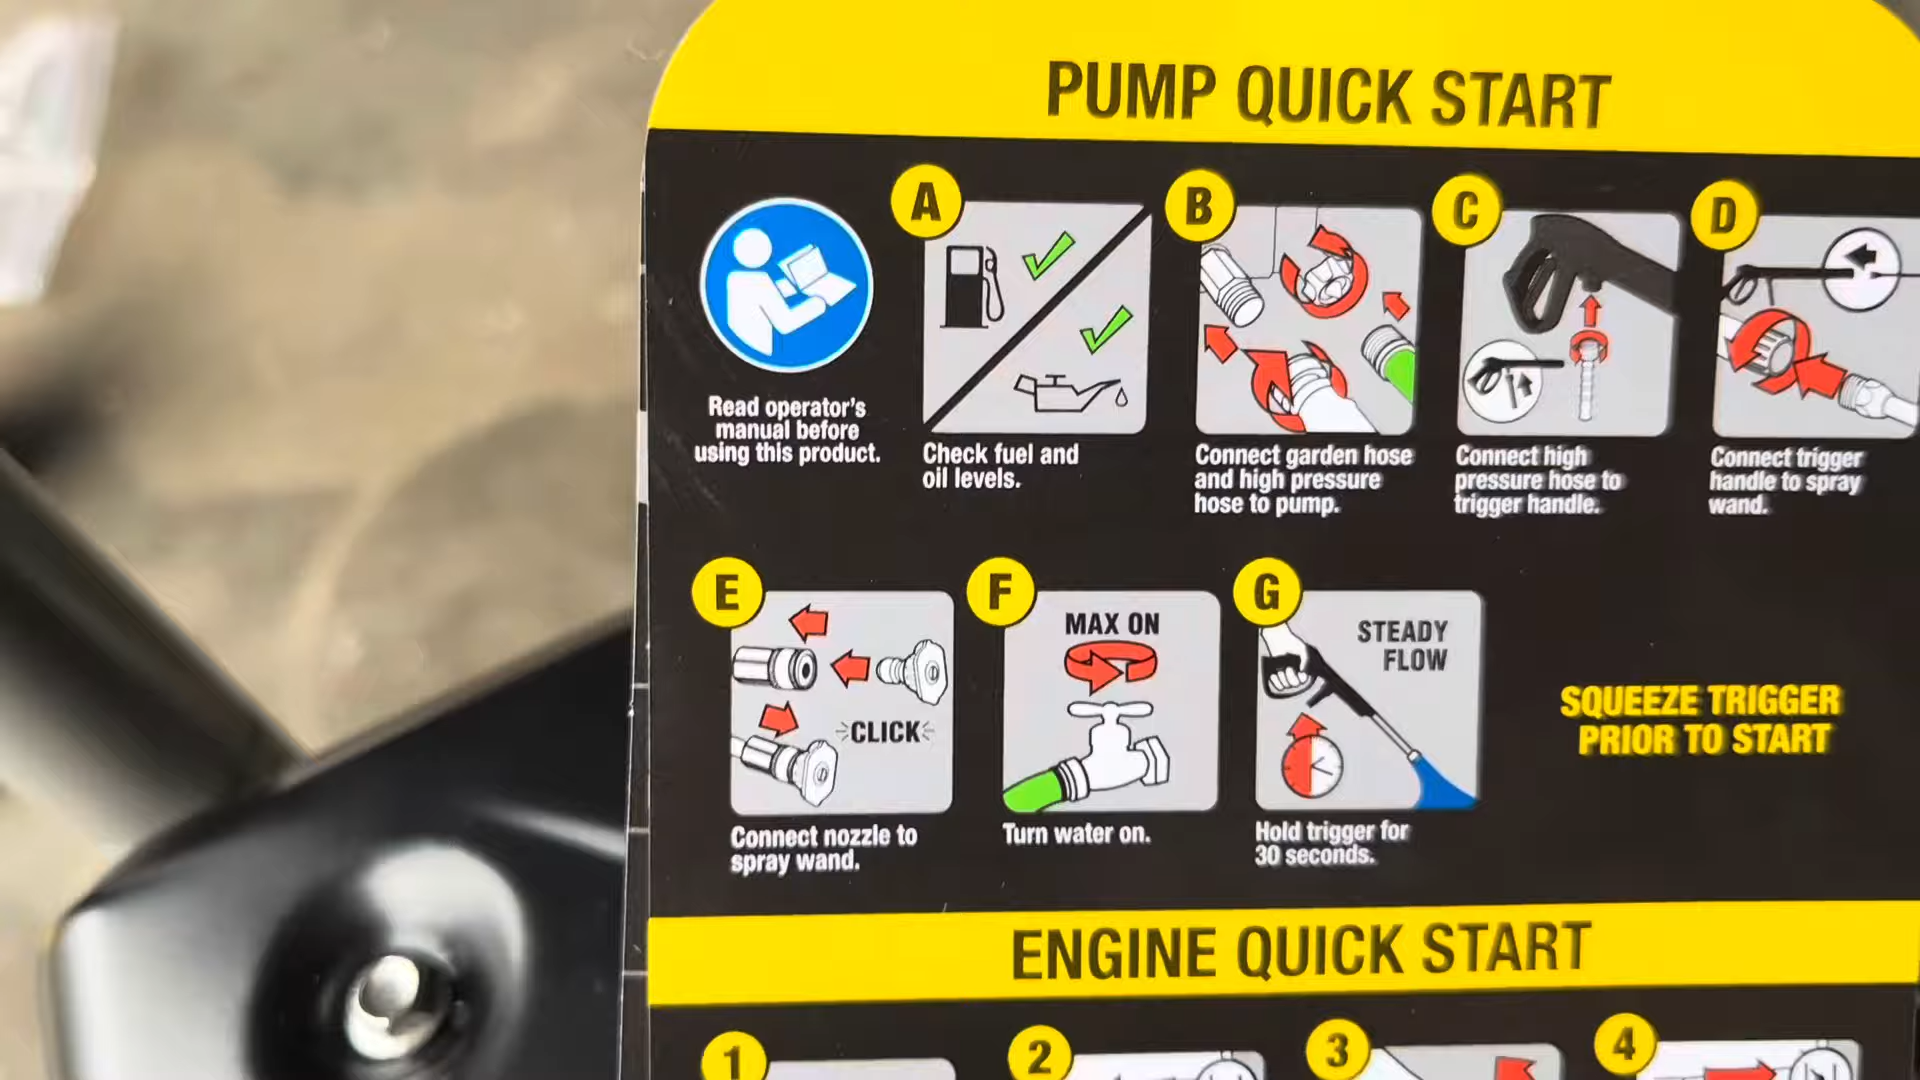 PUMP QUICK START
A
B
C
D
Read operator's
manual before
using this product.
Check fuel and
oil levels.
Connect garden hose
and high pressure
hose to pump.
Connect high
pressure hose to
trigger handle.
Connect trigger
handle to spray
wand.
E
F
G
CLICK
MAX ON
STEADY
FLOW
SQUEEZE TRIGGER
PRIOR TO START
Connect nozzle to
spray wand.
Turn water on.
Hold trigger for
30 seconds.
ENGINE QUICK START
1
2
3
4